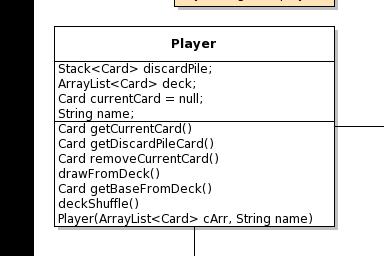 Player
Stack<Card> discardPile;
ArrayList<Card> deck;
Card currentCard = null;
String name;
Card getCurrentCard()
Card getDiscardPileCard()
Card removeCurrentCard()
drawFromDeck()
Card getBaseFromDeck()
deckShuffle()
Player(ArrayList<Card> cArr, String name)